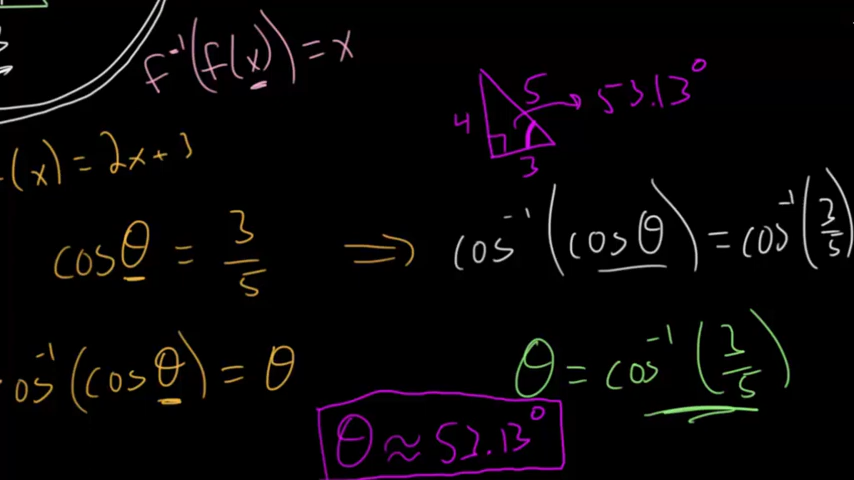 f⁻¹(f(x)) = x
4 5 3 → 53.13°
(x) = 2x+3
cosθ = 3/5 ⟹ cos⁻¹(cosθ) = cos⁻¹(3/5)
cos⁻¹(cosθ) = θ
θ = cos⁻¹(3/5)
θ ≈ 53.13°